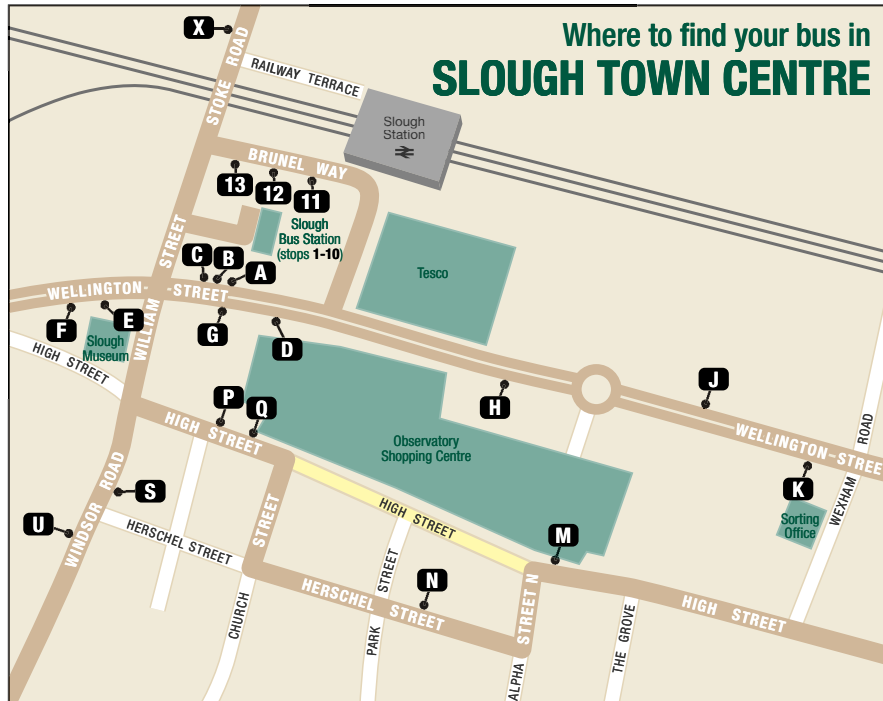 Where to find your bus in
SLOUGH TOWN CENTRE
X
STOKE ROAD
RAILWAY TERRACE
Slough
Station
BRUNEL WAY
13
12
11
Slough
Bus Station
(stops 1-10)
Tesco
C
B
A
WELLINGTON STREET
WILLIAM STREET
F
E
G
D
Slough
Museum
HIGH STREET
H
J
WELLINGTON STREE
P
Q
HIGH STREET
Observatory
Shopping Centre
HIGH STREET
K
Sorting
Office
WEXHAM ROAD
S
U
WINDSOR ROAD
HERSCHEL STREET
CHURCH STREET
M
N
HERSCHEL STREET
PARK STREET
ALPHA STREET N
THE GROVE
HIGH STREET